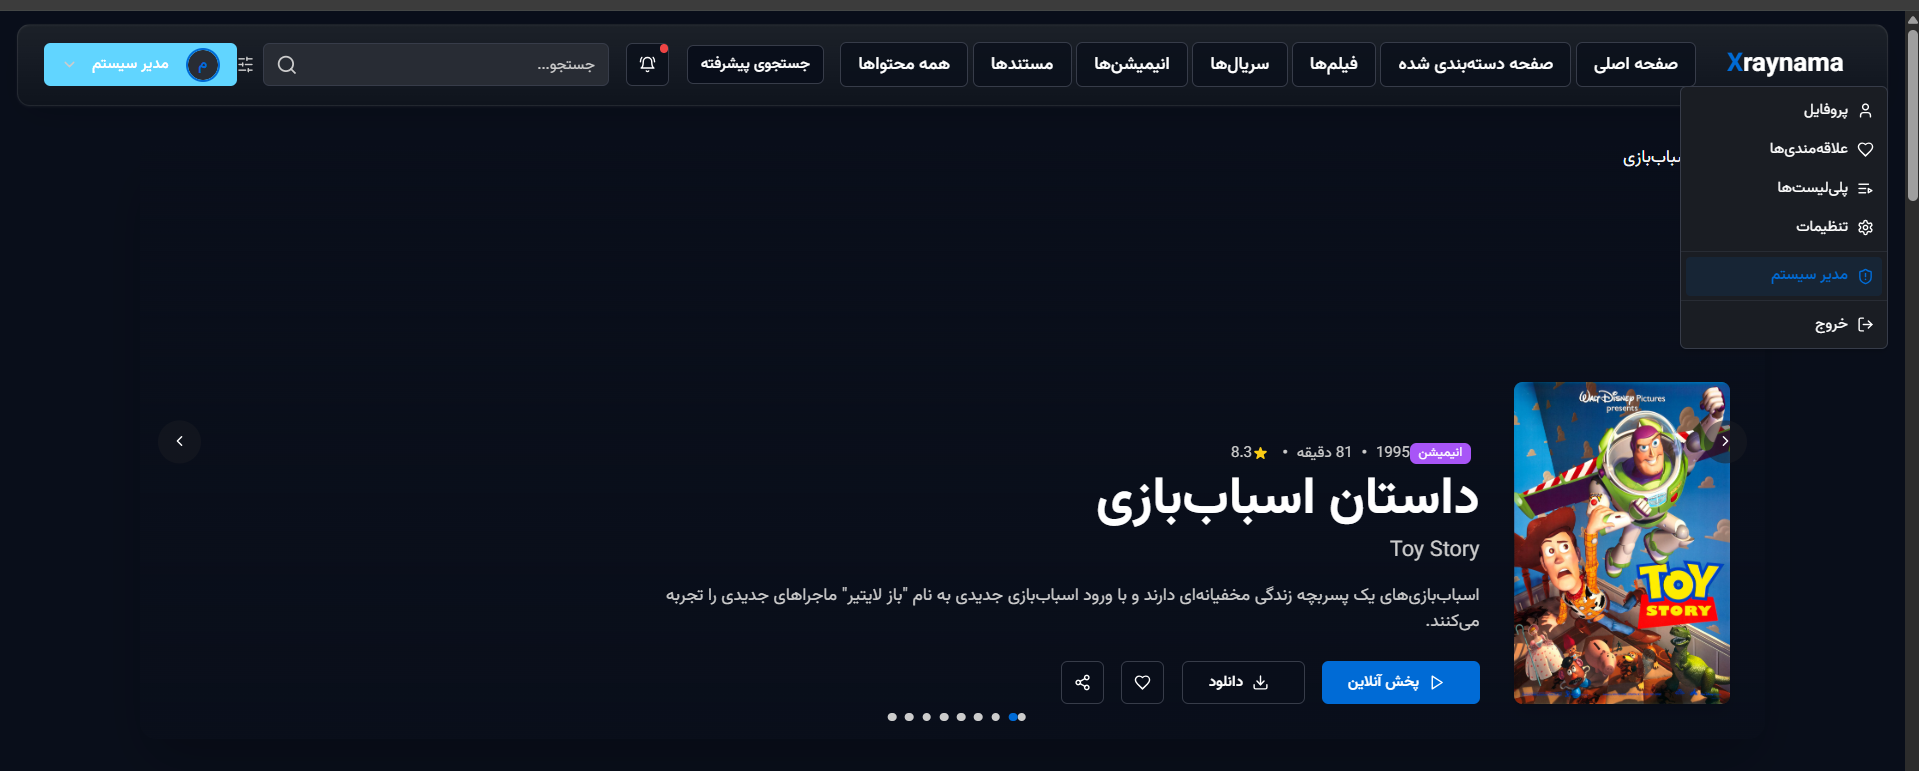 Xraynama
صفحه اصلی
صفحه دسته‌بندی شده
فیلم‌ها
سریال‌ها
انیمیشن‌ها
مستندها
همه محتواها
جستجوی پیشرفته
جستجو...
م
مدیر سیستم
پروفایل
علاقه‌مندی‌ها
پلی‌لیست‌ها
تنظیمات
مدیر سیستم
خروج
WALT DISNEY Pictures
presents
TOY
STORY
انیمیشن 1995 • 81 دقیقه • 8.3
داستان اسباب‌بازی
Toy Story
اسباب‌بازی‌های یک پسربچه زندگی مخفیانه‌ای دارند و با ورود اسباب‌بازی جدیدی به نام "باز لایتیر" ماجراهای جدیدی را تجربه
می‌کنند.
پخش آنلاین
دانلود